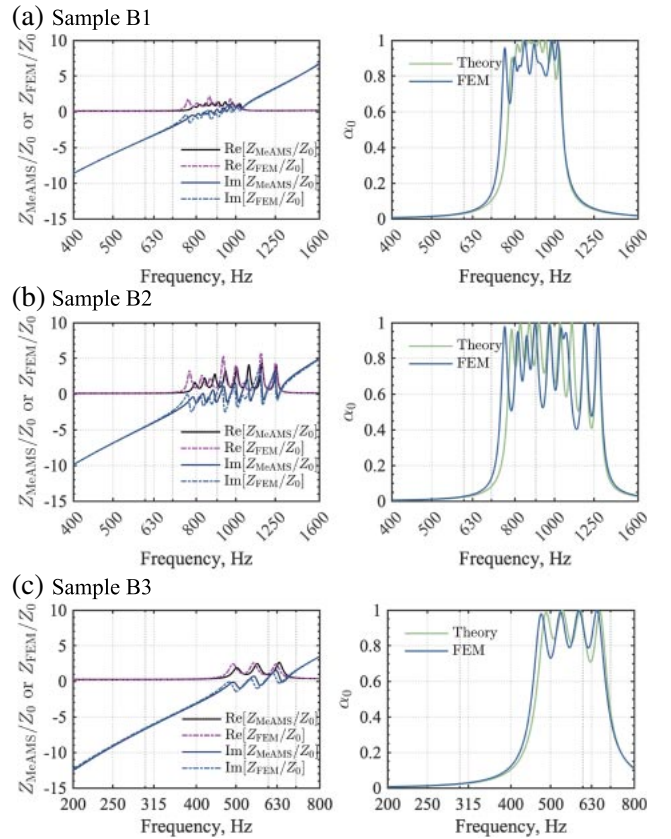 (a) Sample B1
Z_MeAMS/Z_0 or Z_FEM/Z_0
10
5
0
-5
-10
-15
Re[Z_MeAMS/Z_0]
Re[Z_FEM/Z_0]
Im[Z_MeAMS/Z_0]
Im[Z_FEM/Z_0]
400 500 630 800 1000 1250 1600
Frequency, Hz
α_0
1
0.8
0.6
0.4
0.2
0
Theory
FEM
400 500 630 800 1000 1250 1600
Frequency, Hz
(b) Sample B2
Z_MeAMS/Z_0 or Z_FEM/Z_0
10
5
0
-5
-10
-15
Re[Z_MeAMS/Z_0]
Re[Z_FEM/Z_0]
Im[Z_MeAMS/Z_0]
Im[Z_FEM/Z_0]
400 500 630 800 1000 1250 1600
Frequency, Hz
α_0
1
0.8
0.6
0.4
0.2
0
Theory
FEM
400 500 630 800 1000 1250 1600
Frequency, Hz
(c) Sample B3
Z_MeAMS/Z_0 or Z_FEM/Z_0
10
5
0
-5
-10
-15
Re[Z_MeAMS/Z_0]
Re[Z_FEM/Z_0]
Im[Z_MeAMS/Z_0]
Im[Z_FEM/Z_0]
200 250 315 400 500 630 800
Frequency, Hz
α_0
1
0.8
0.6
0.4
0.2
0
Theory
FEM
200 250 315 400 500 630 800
Frequency, Hz